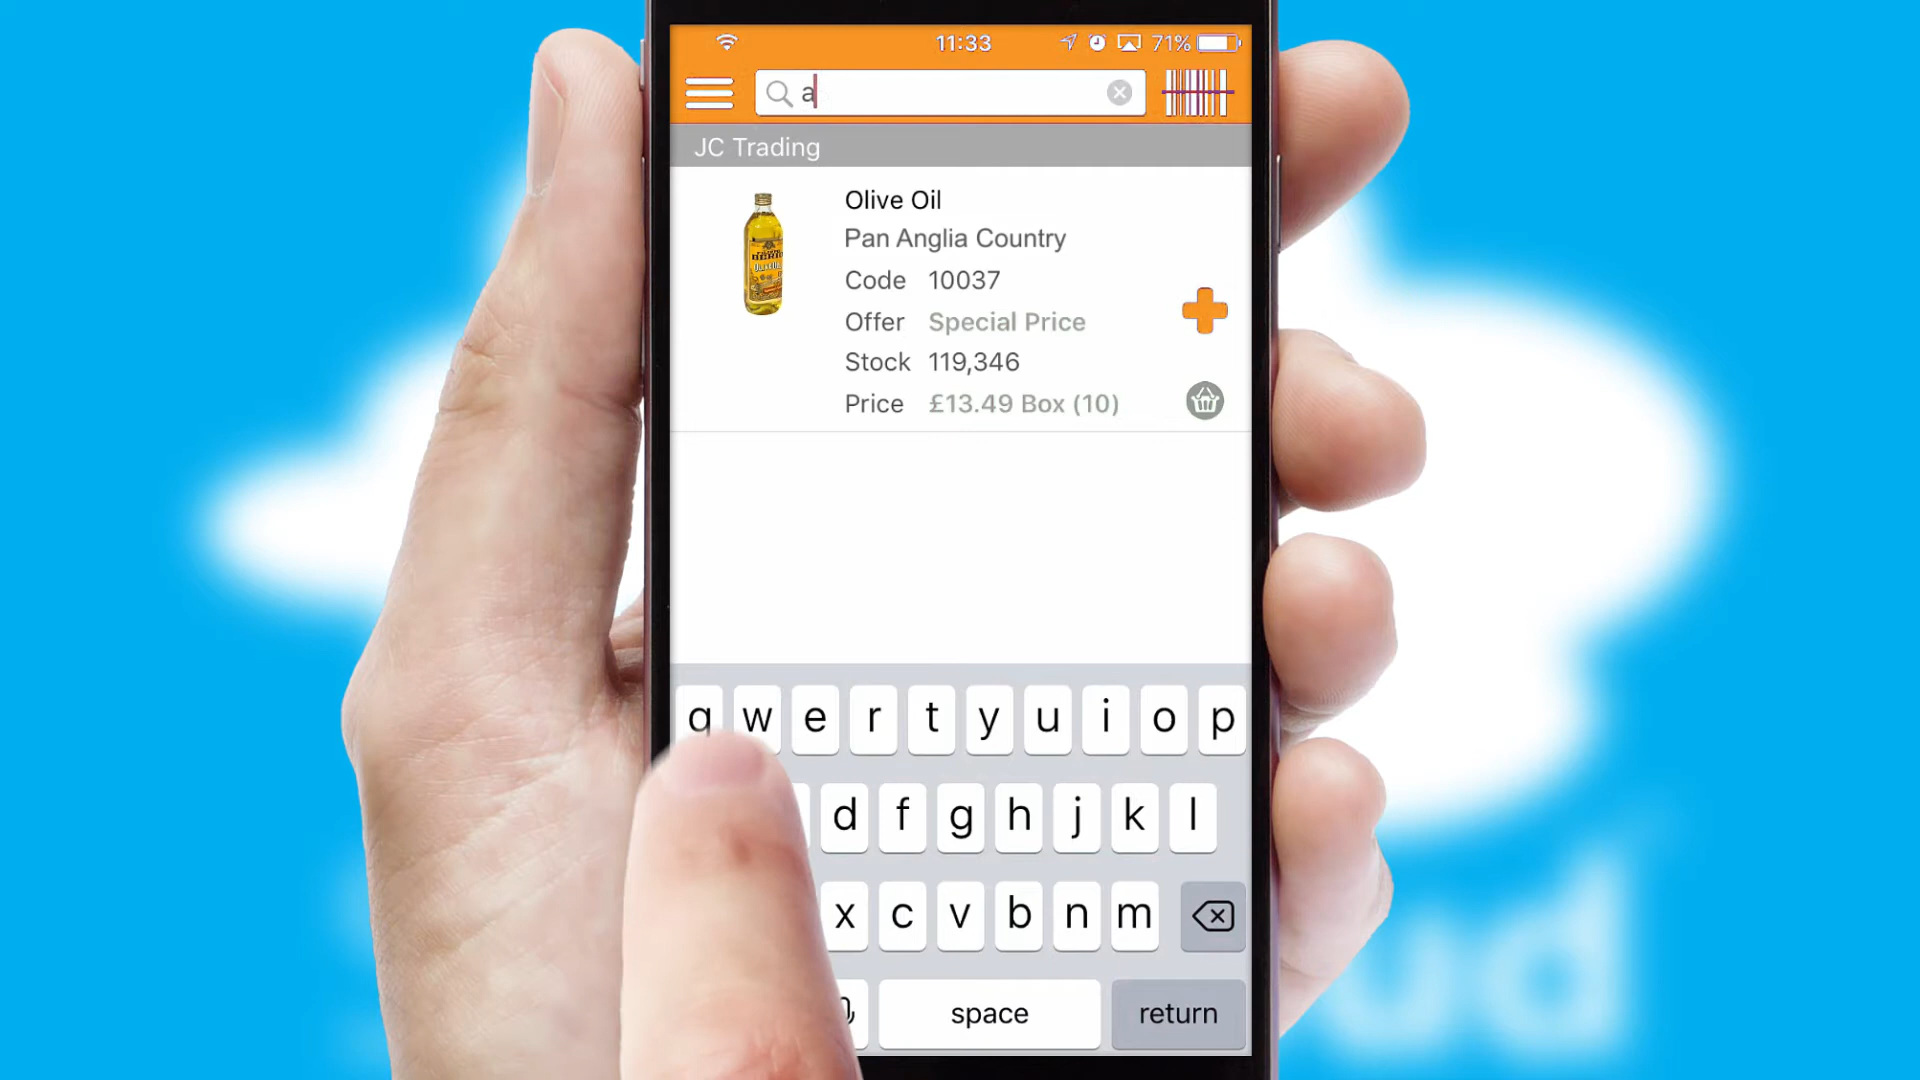 11:33
71%
a
JC Trading
Olive Oil
Pan Anglia Country
Code 10037
Offer Special Price
Stock 119,346
Price £13.49 Box (10)
q w e r t y u i o p
d f g h j k l
x c v b n m
space return
ud